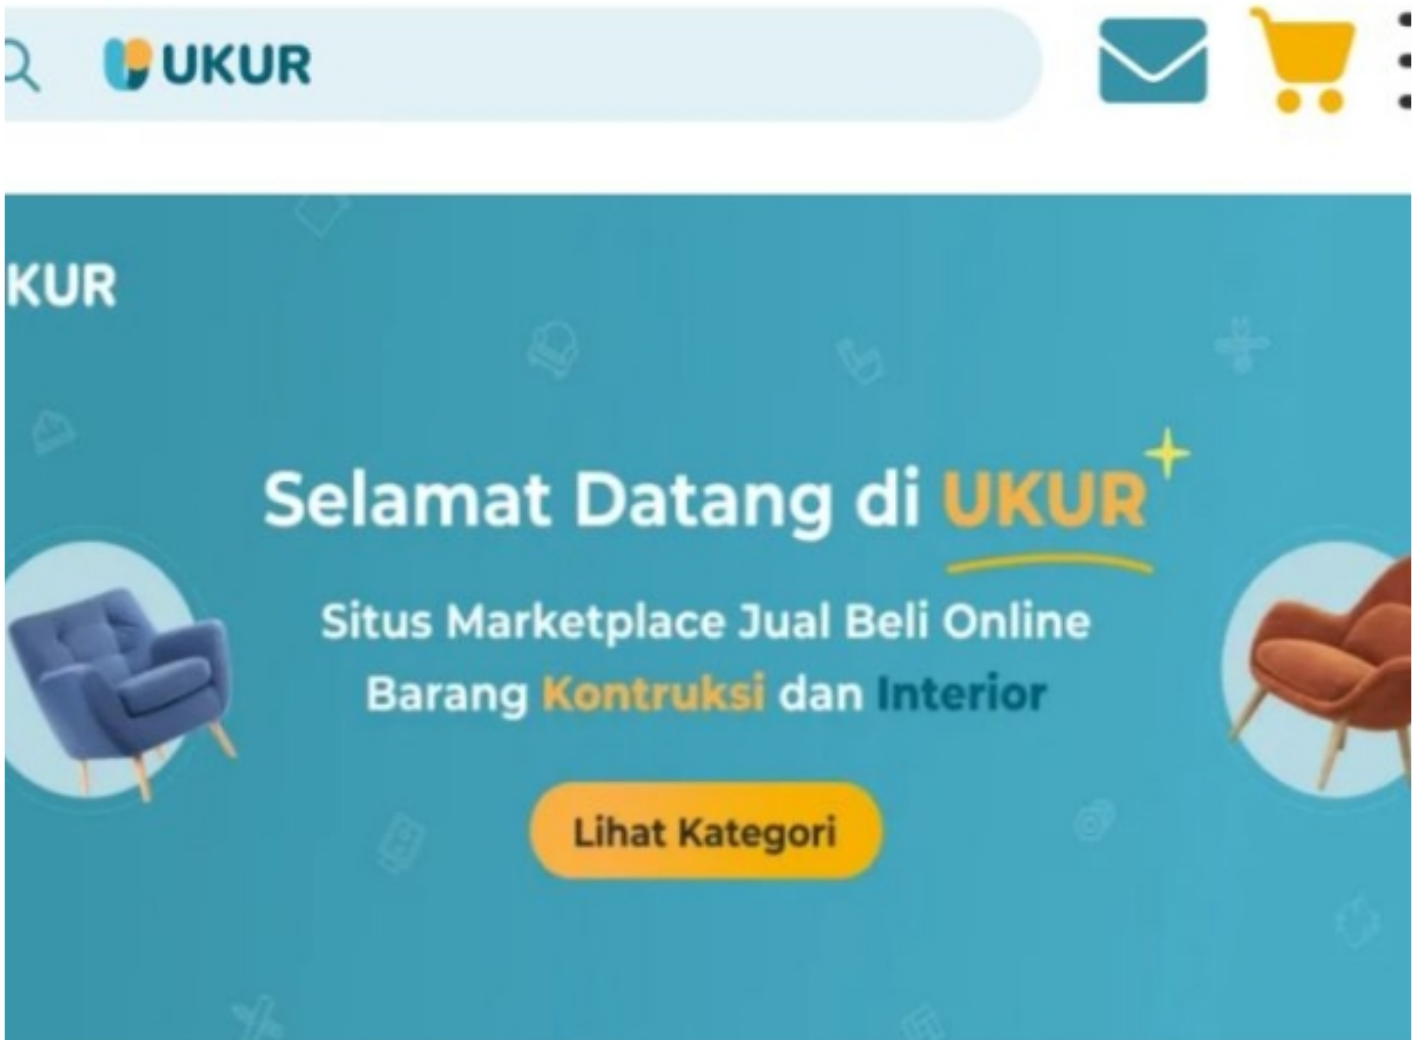 UKUR
KUR
Selamat Datang di UKUR
Situs Marketplace Jual Beli Online
Barang Kontruksi dan Interior
Lihat Kategori